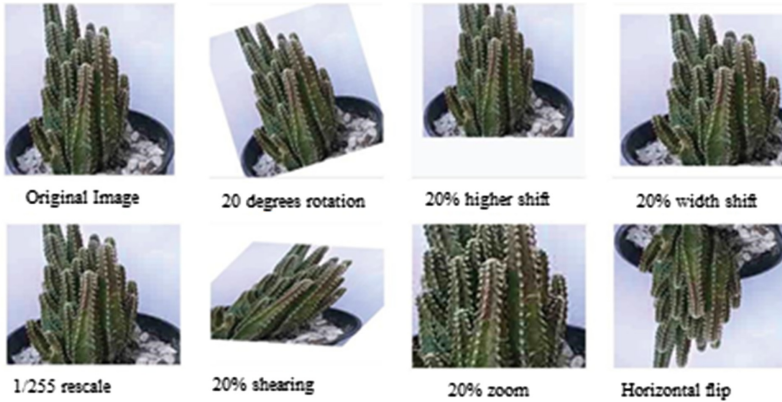 Original Image
20 degrees rotation
20% higher shift
20% width shift
1/255 rescale
20% shearing
20% zoom
Horizontal flip